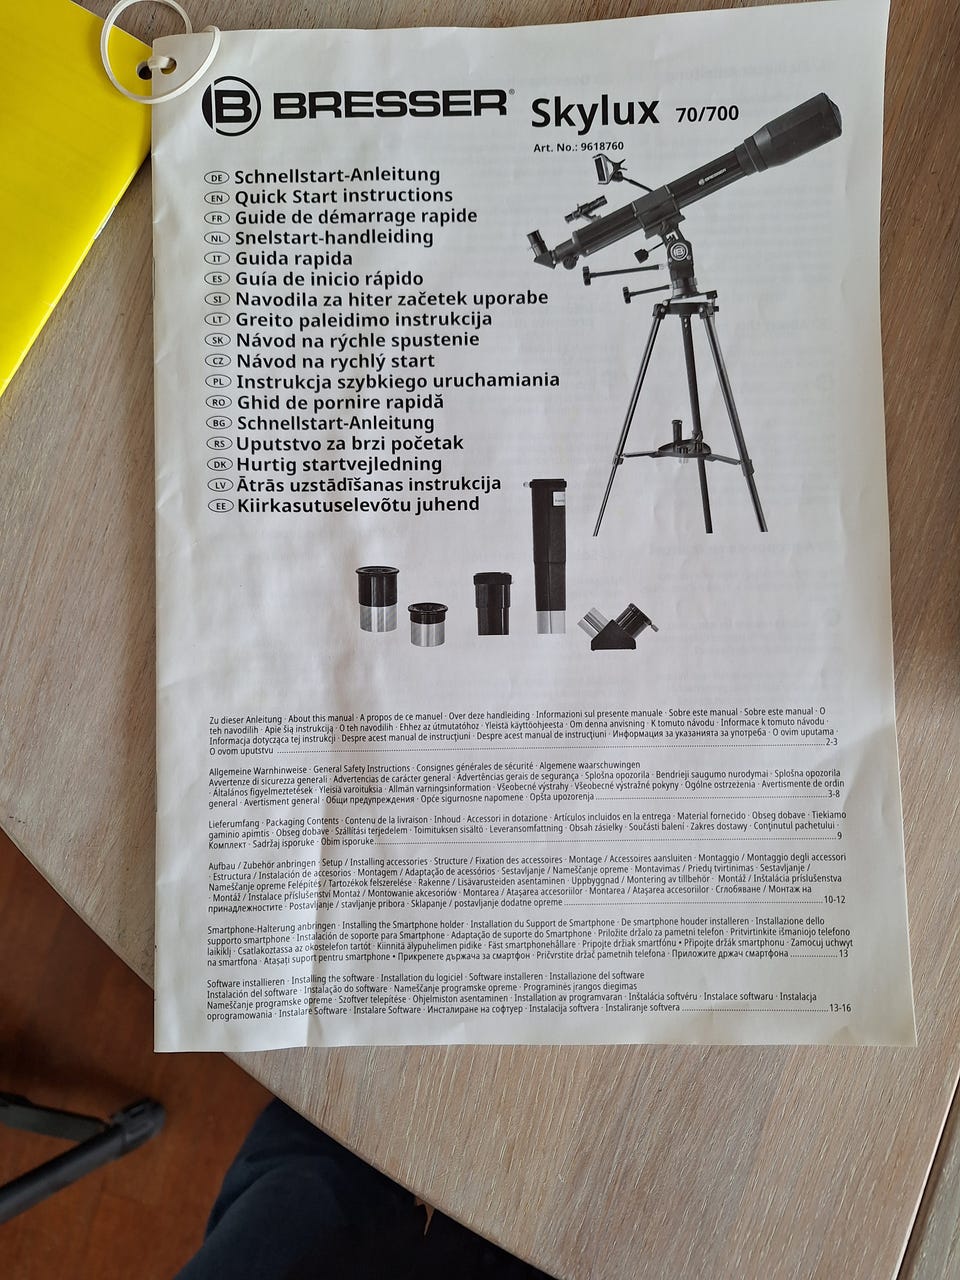 BRESSER®
Skylux 70/700
Art. No.: 9618760
DE Schnellstart-Anleitung
EN Quick Start instructions
FR Guide de démarrage rapide
NL Snelstart-handleiding
IT Guida rapida
ES Guía de inicio rápido
SI Navodila za hiter začetek uporabe
LT Greito paleidimo instrukcija
SK Návod na rýchle spustenie
CZ Návod na rychlý start
PL Instrukcja szybkiego uruchamiania
RO Ghid de pornire rapidă
BG Schnellstart-Anleitung
RS Uputstvo za brzi početak
DK Hurtig startvejledning
LV Ātrās uzstādīšanas instrukcija
EE Kiirkasutuselevõtu juhend
Zu dieser Anleitung · About this manual · A propos de ce manuel · Over deze handleiding · Informazioni sul presente manuale · Sobre este manual · Sobre este manual · O
teh navodilih · Apie šią instrukciją · O teh navodilih · Ehhez az útmutatóhoz · Yleistä käyttöohjeesta · Om denna anvisning · K tomuto návodu · Informace k tomuto návodu ·
Informacja dotycząca tej instrukcji · Despre acest manual de instrucţiuni · Despre acest manual de instrucţiuni · Информация за указанията за употреба · O ovim uputama ·
O ovom uputstvu ... 2-3
Allgemeine Warnhinweise · General Safety Instructions · Consignes générales de sécurité · Algemene waarschuwingen
Avvertenze di sicurezza generali · Advertencias de carácter general · Advertências gerais de segurança · Splošna opozorila · Bendrieji saugumo nurodymai · Splošna opozorila
· Általános figyelmeztetések · Yleisiä varoituksia · Allmän varningsinformation · Všeobecné výstrahy · Všeobecné výstražné pokyny · Ogólne ostrzeżenia · Avertismente de ordin
general · Avertisment general · Общи предупреждения · Opće sigurnosne napomene · Opšta upozorenja ... 3-8
Lieferumfang · Packaging Contents · Contenu de la livraison · Inhoud · Accessori in dotazione · Artículos incluidos en la entrega · Material fornecido · Obseg dobave · Tiekiamo
gaminio apimtis · Obseg dobave · Szállítási terjedelem · Toimituksen sisältö · Leveransomfattning · Obsah zásielky · Součásti balení · Zakres dostawy · Conţinutul pachetului ·
Комплект · Sadržaj isporuke · Obim isporuke ... 9
Aufbau / Zubehör anbringen · Setup / Installing accessories · Structure / Fixation des accessoires · Montage / Accessoires aansluiten · Montaggio / Montaggio degli accessori
· Estructura / Instalación de accesorios · Montagem / Adaptação de acessórios · Sestavljanje / Nameščanje opreme · Montavimas / Priedų tvirtinimas · Sestavljanje /
Nameščanje opreme Felépítés / Tartozékok felszerelése · Rakenne / Lisävarusteiden asentaminen · Uppbyggnad / Montering av tillbehör · Montáž / Inštalácia príslušenstva
· Montáž / Instalace příslušenství Montaż / Montowanie akcesoriów · Montarea / Ataşarea accesoriilor · Montarea / Ataşarea accesoriilor · Сглобяване / Монтаж на
принадлежностите · Postavljanje / stavljanje pribora · Sklapanje / postavljanje dodatne opreme ... 10-12
Smartphone-Halterung anbringen · Installing the Smartphone holder · Installation du Support de Smartphone · De smartphone houder installeren · Installazione dello
supporto smartphone · Instalación de soporte para Smartphone · Adaptação de suporte do Smartphone · Priložite držalo za pametni telefon · Pritvirtinkite išmaniojo telefono
laikiklį · Csatlakoztassa az okostelefon tartót · Kiinnitä älypuhelimen pidike · Fäst smartphonehållare · Pripojte držiak smartfónu • Připojte držák smartphonu · Zamocuj uchwyt
na smartfona · Ataşaţi suport pentru smartphone • Прикрепете държача за смартфон · Pričvrstite držač pametnih telefona · Приложите држач смартфона ... 13
Software installieren · Installing the software · Installation du logiciel · Software installeren · Installazione del software
Instalación del software · Instalação do software · Nameščanje programske opreme · Programinės įrangos diegimas
Nameščanje programske opreme · Szoftver telepítése · Ohjelmiston asentaminen · Installation av programvaran · Inštalácia softvéru · Instalace softwaru · Instalacja
oprogramowania · Instalare Software · Instalare Software · Инсталиране на софтуер · Instalacija softvera · Instaliranje softvera ... 13-16